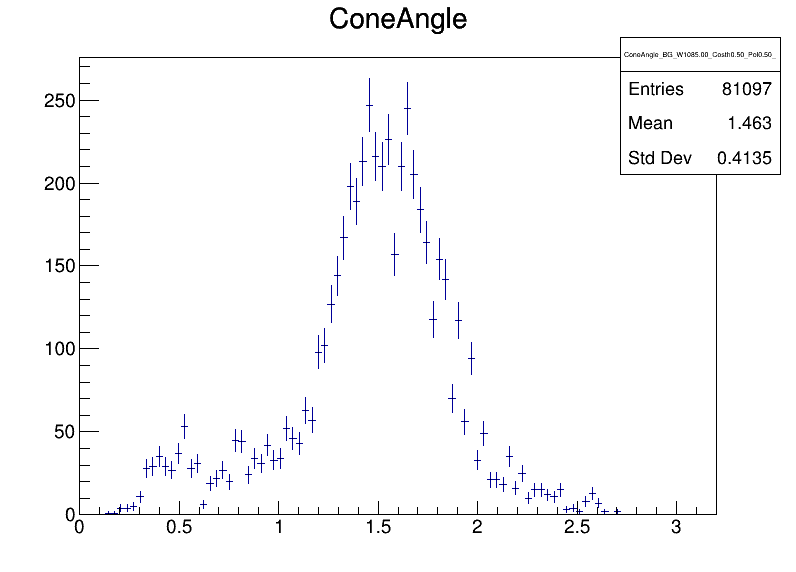 ConeAngle
ConeAngle_BG_W1085.00_Costh0.50_Pol0.50_
Entries 81097
Mean 1.463
Std Dev 0.4135
250
200
150
100
50
0
0 0.5 1 1.5 2 2.5 3